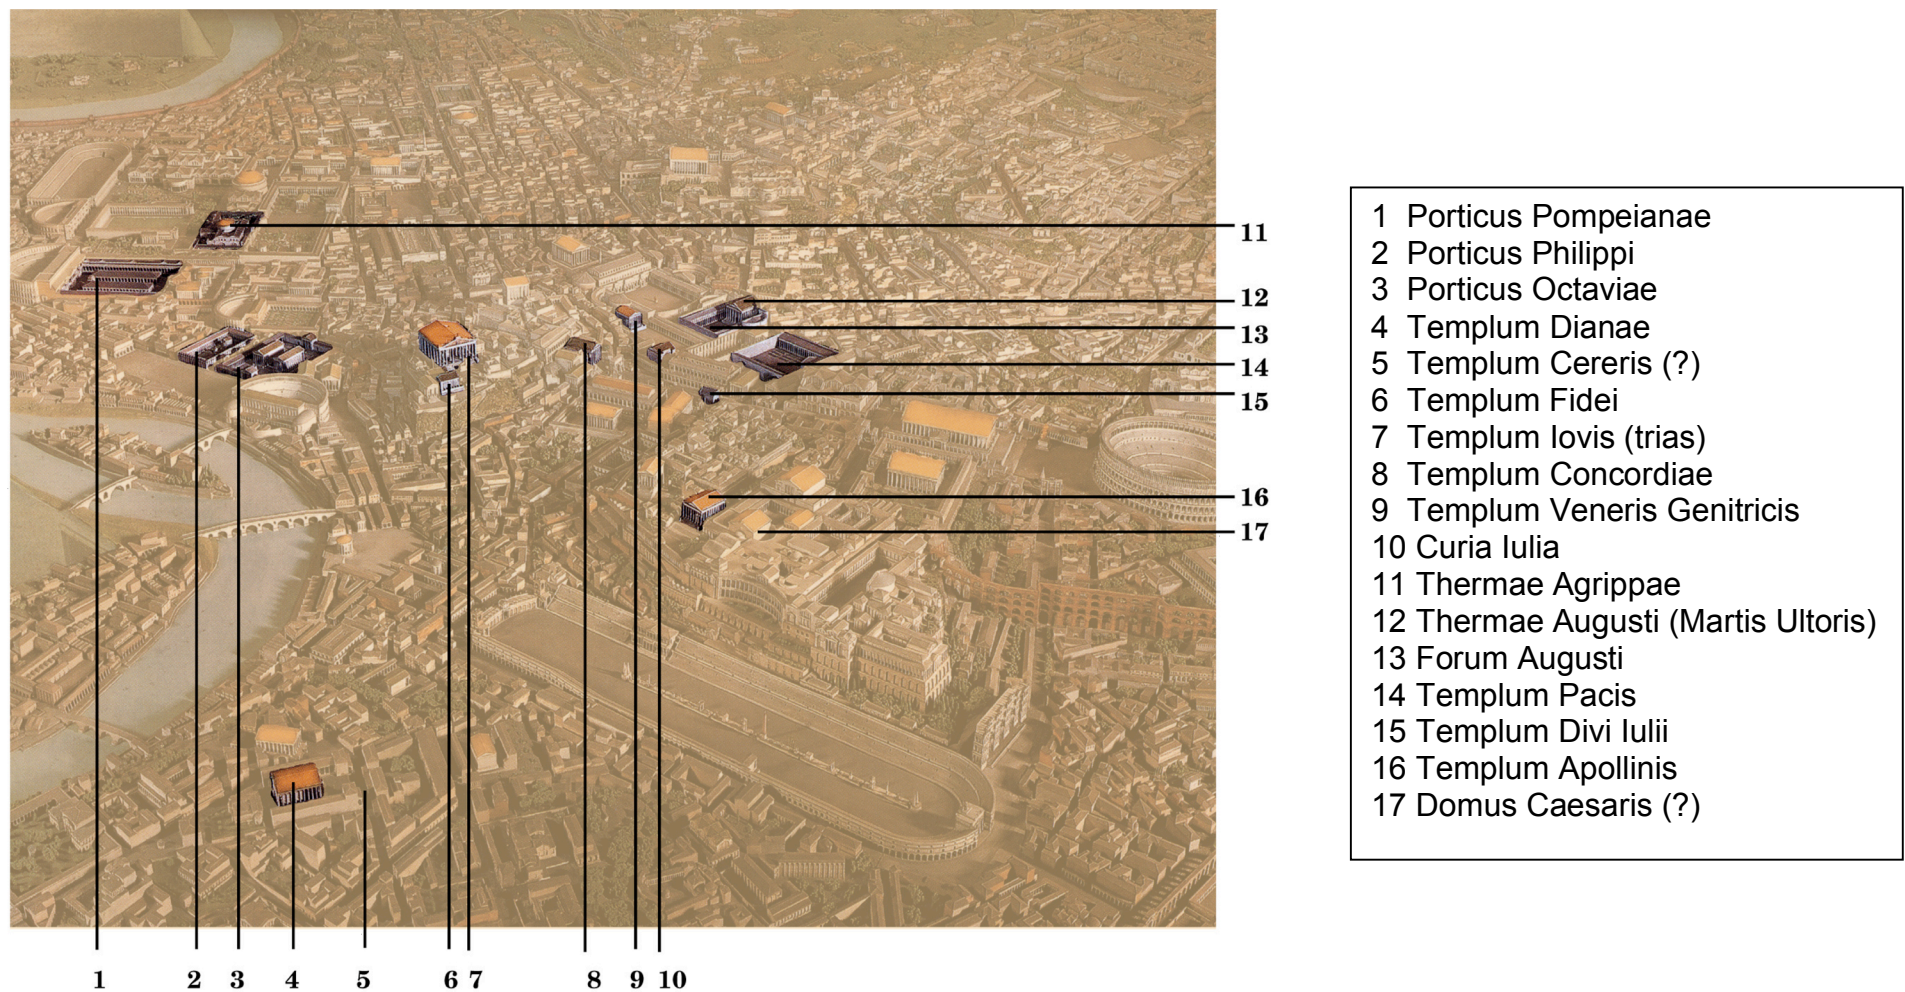 11
12
13
14
15
16
17
1 2 3 4 5 6 7 8 9 10
1 Porticus Pompeianae
2 Porticus Philippi
3 Porticus Octaviae
4 Templum Dianae
5 Templum Cereris (?)
6 Templum Fidei
7 Templum Iovis (trias)
8 Templum Concordiae
9 Templum Veneris Genitricis
10 Curia Iulia
11 Thermae Agrippae
12 Thermae Augusti (Martis Ultoris)
13 Forum Augusti
14 Templum Pacis
15 Templum Divi Iulii
16 Templum Apollinis
17 Domus Caesaris (?)